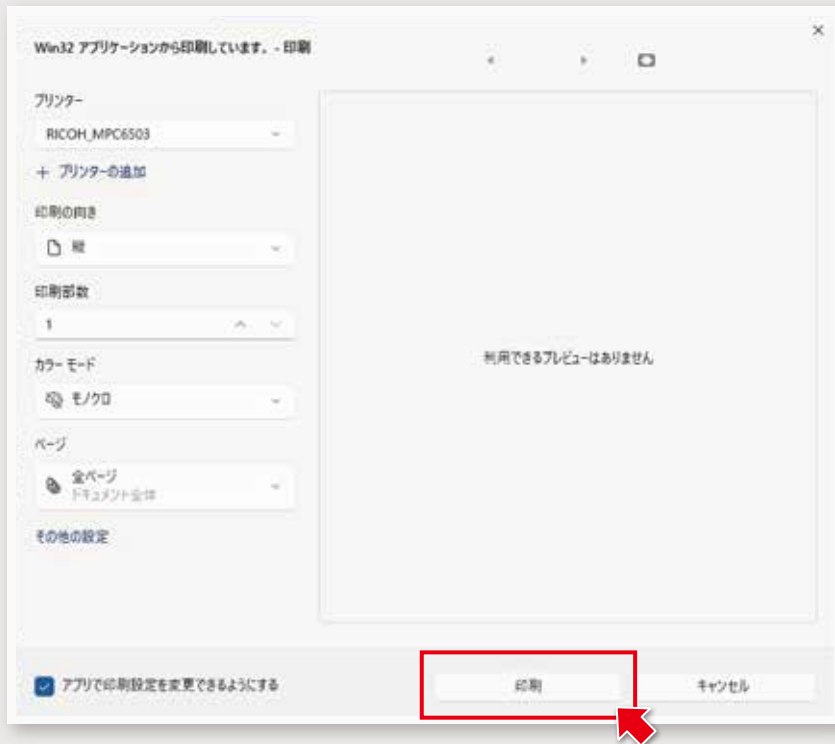 Win32 アプリケーションから印刷しています。- 印刷
プリンター
RICOH_MPC6503
+ プリンターの追加
印刷の向き
縦
印刷部数
1
カラー モード
モノクロ
ページ
全ページ
ドキュメント全体
その他の設定
利用できるプレビューはありません
アプリで印刷設定を変更できるようにする
印刷
キャンセル